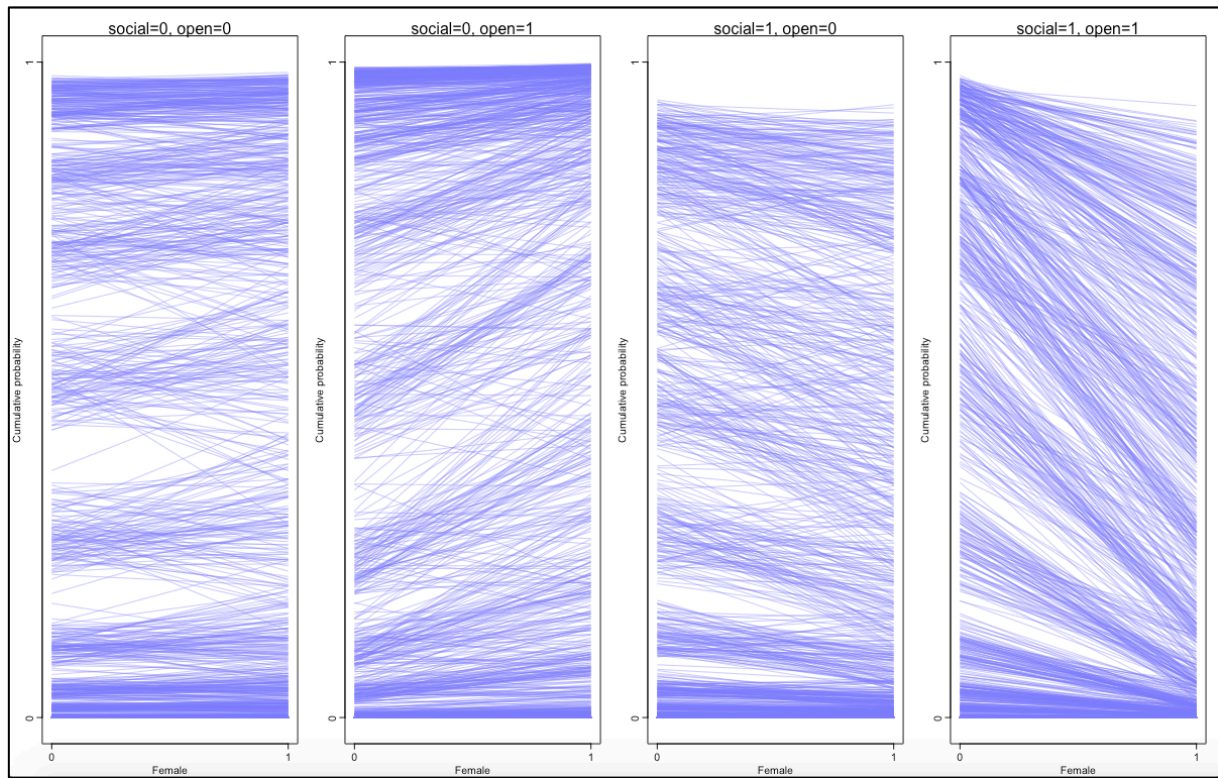 social=0, open=0
1
Cumulative probability
0
0 1
Female
social=0, open=1
1
Cumulative probability
0
0 1
Female
social=1, open=0
1
Cumulative probability
0
0 1
Female
social=1, open=1
1
Cumulative probability
0
0 1
Female